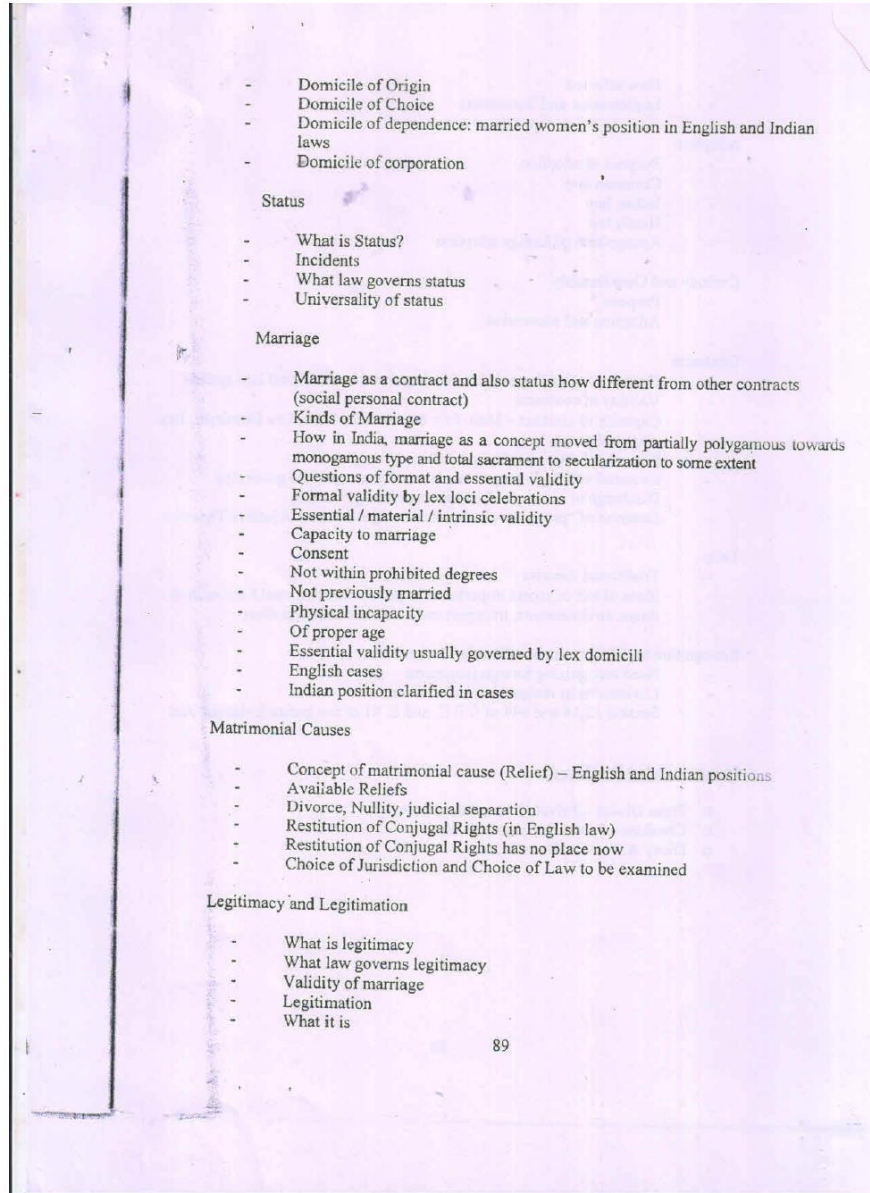 - Domicile of Origin
- Domicile of Choice
- Domicile of dependence: married women's position in English and Indian
laws
- Domicile of corporation
Status
- What is Status?
- Incidents
- What law governs status
- Universality of status
Marriage
Marriage as a contract and also status how different from other contracts
(social personal contract)
- Kinds of Marriage
- How in India, marriage as a concept moved from partially polygamous towards
monogamous type and total sacrament to secularization to some extent
- Questions of format and essential validity
- Formal validity by lex loci celebrations
- Essential / material / intrinsic validity
- Capacity to marriage
- Consent
- Not within prohibited degrees
- Not previously married
- Physical incapacity
- Of proper age
- Essential validity usually governed by lex domicili
- English cases
- Indian position clarified in cases
Matrimonial Causes
- Concept of matrimonial cause (Relief) – English and Indian positions
- Available Reliefs
- Divorce, Nullity, judicial separation
- Restitution of Conjugal Rights (in English law)
- Restitution of Conjugal Rights has no place now
- Choice of Jurisdiction and Choice of Law to be examined
Legitimacy and Legitimation
- What is legitimacy
- What law governs legitimacy
- Validity of marriage
- Legitimation
- What it is
89